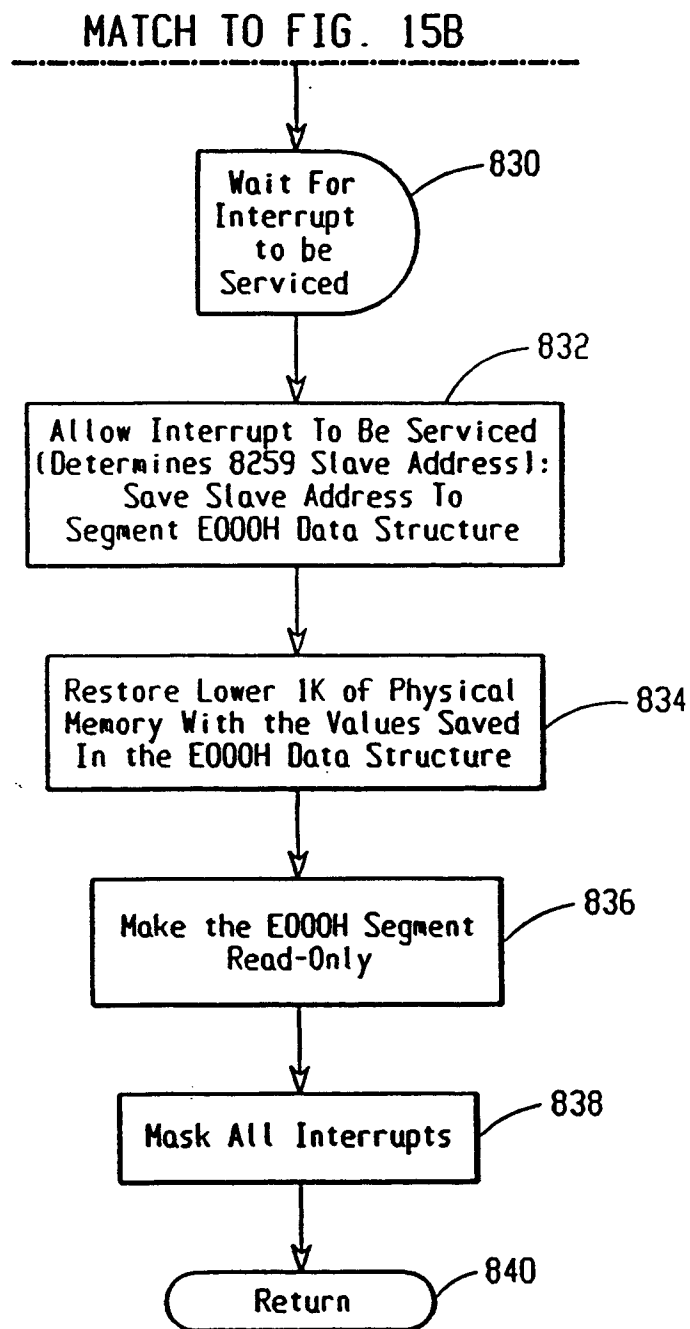 MATCH TO FIG. 15B
Wait For
Interrupt
to be
Serviced
830
832
Allow Interrupt To Be Serviced
(Determines 8259 Slave Address):
Save Slave Address To
Segment E000H Data Structure
Restore Lower 1K of Physical
Memory With the Values Saved
In the E000H Data Structure
834
Make the E000H Segment
Read-Only
836
Mask All Interrupts
838
Return
840